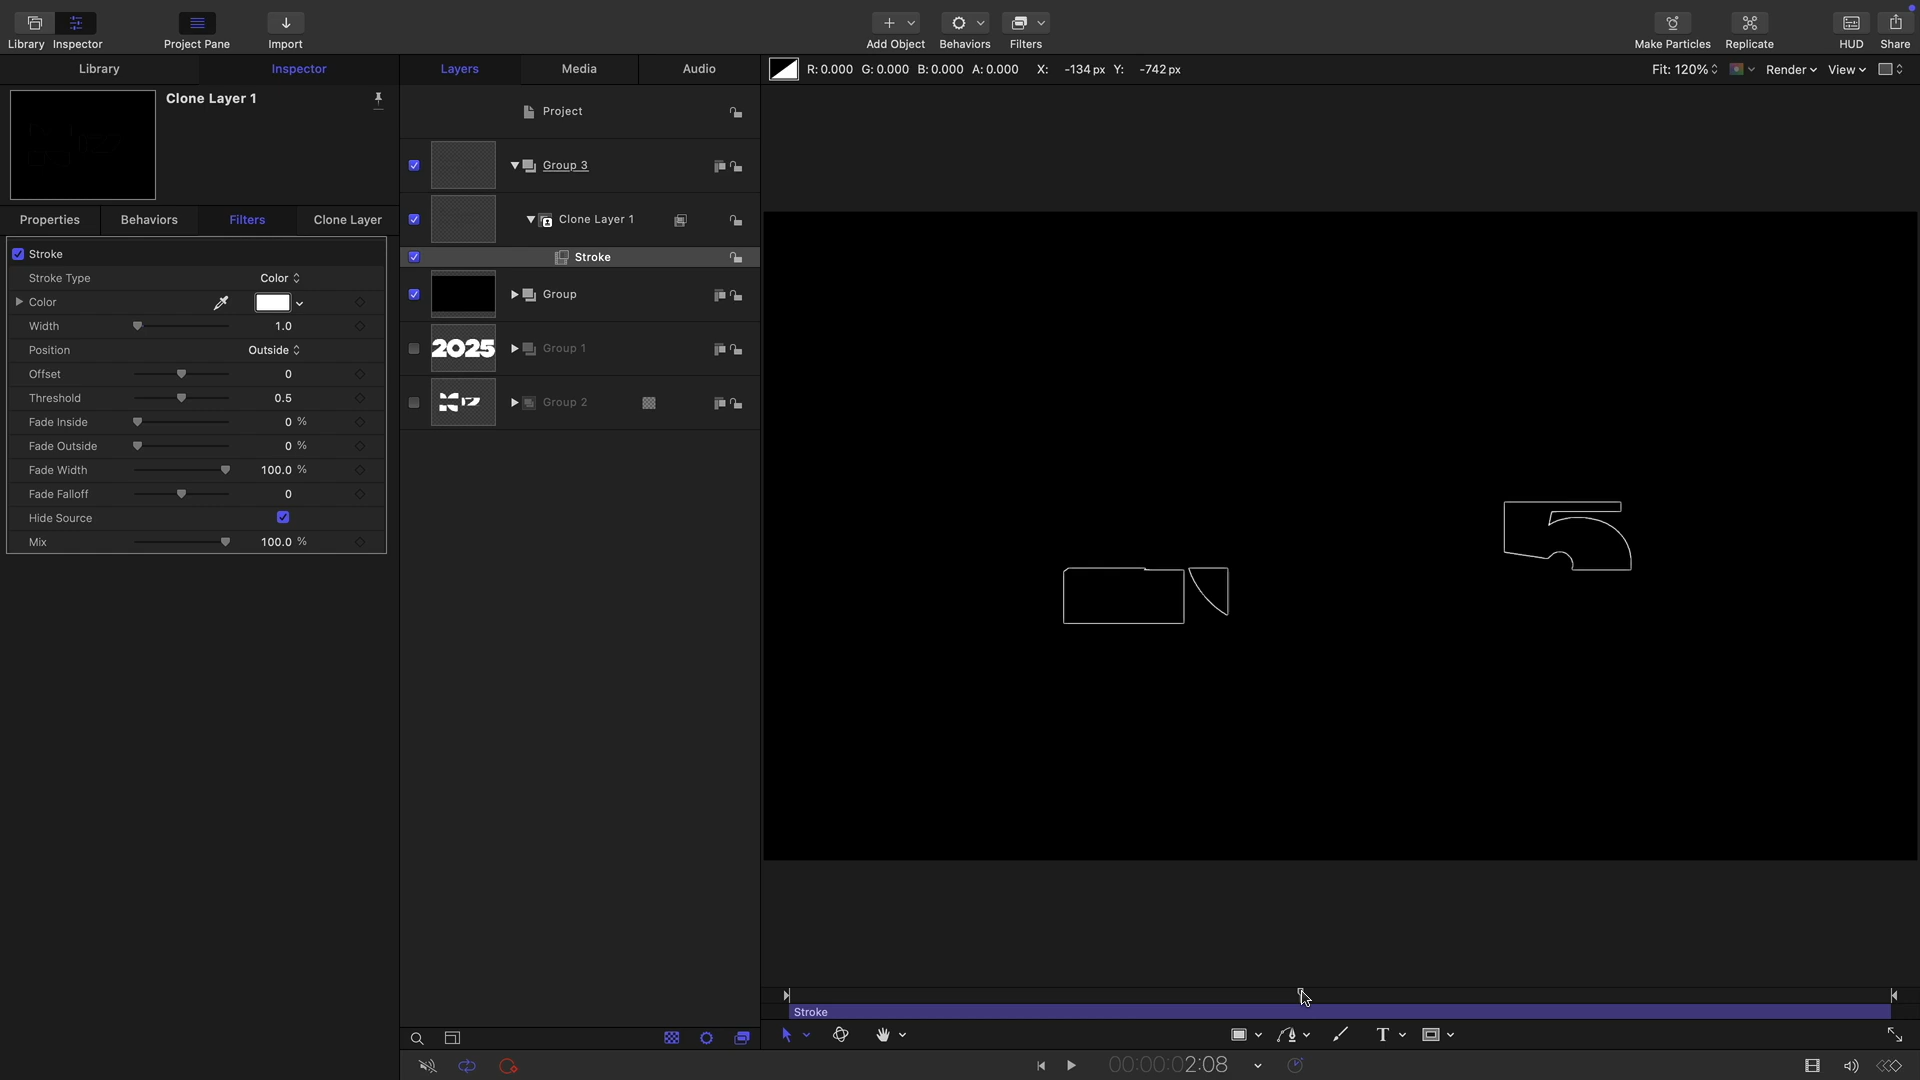 Library Inspector Project Pane Import Add Object Behaviors Filters Make Particles Replicate HUD Share
Library Inspector Layers Media Audio R: 0.000 G: 0.000 B: 0.000 A: 0.000 X: -134 px Y: -742 px Fit: 120% Render View
Clone Layer 1
Properties Behaviors Filters Clone Layer
Stroke
Stroke Type Color
Color
Width 1.0
Position Outside
Offset 0
Threshold 0.5
Fade Inside 0 %
Fade Outside 0 %
Fade Width 100.0 %
Fade Falloff 0
Hide Source
Mix 100.0 %
Project
Group 3
Clone Layer 1
Stroke
Group
2025 Group 1
Group 2
Stroke
T
00:00:02:08